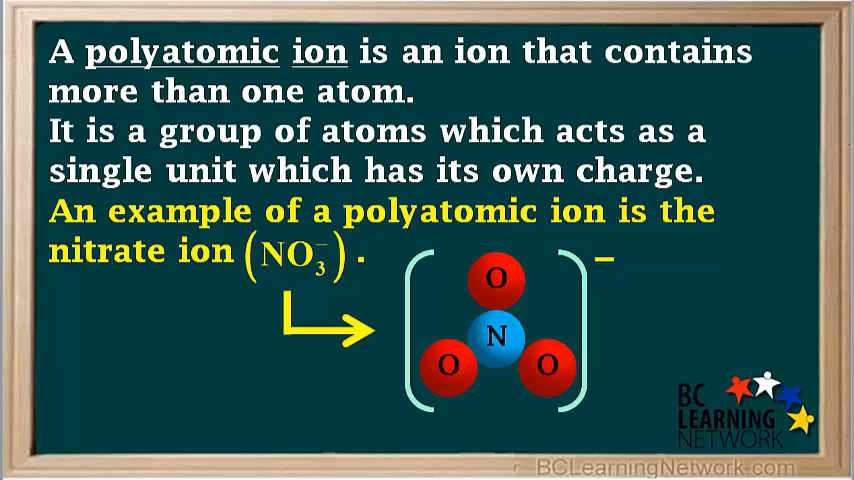 A polyatomic ion is an ion that contains
more than one atom.
It is a group of atoms which acts as a
single unit which has its own charge.
An example of a polyatomic ion is the
nitrate ion (NO₃⁻).
O
N
O O
−
BC
LEARNING
NETWORK
BCLearningNetwork.com